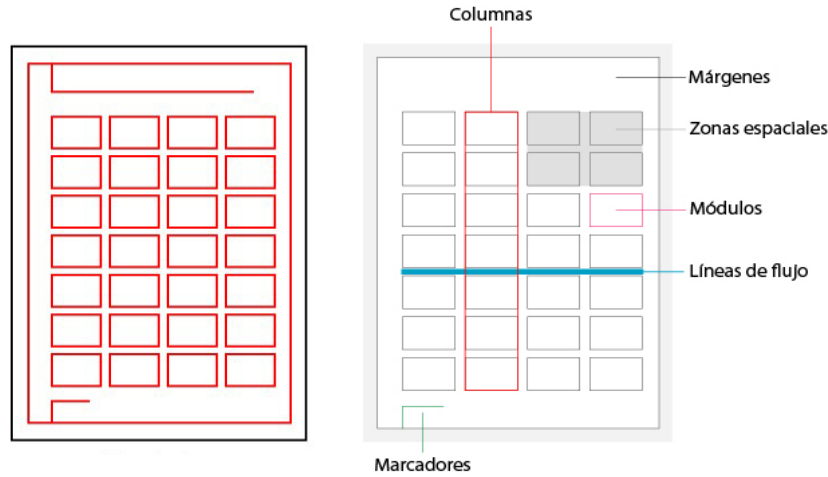 Columnas
Márgenes
Zonas espaciales
Módulos
Líneas de flujo
Marcadores